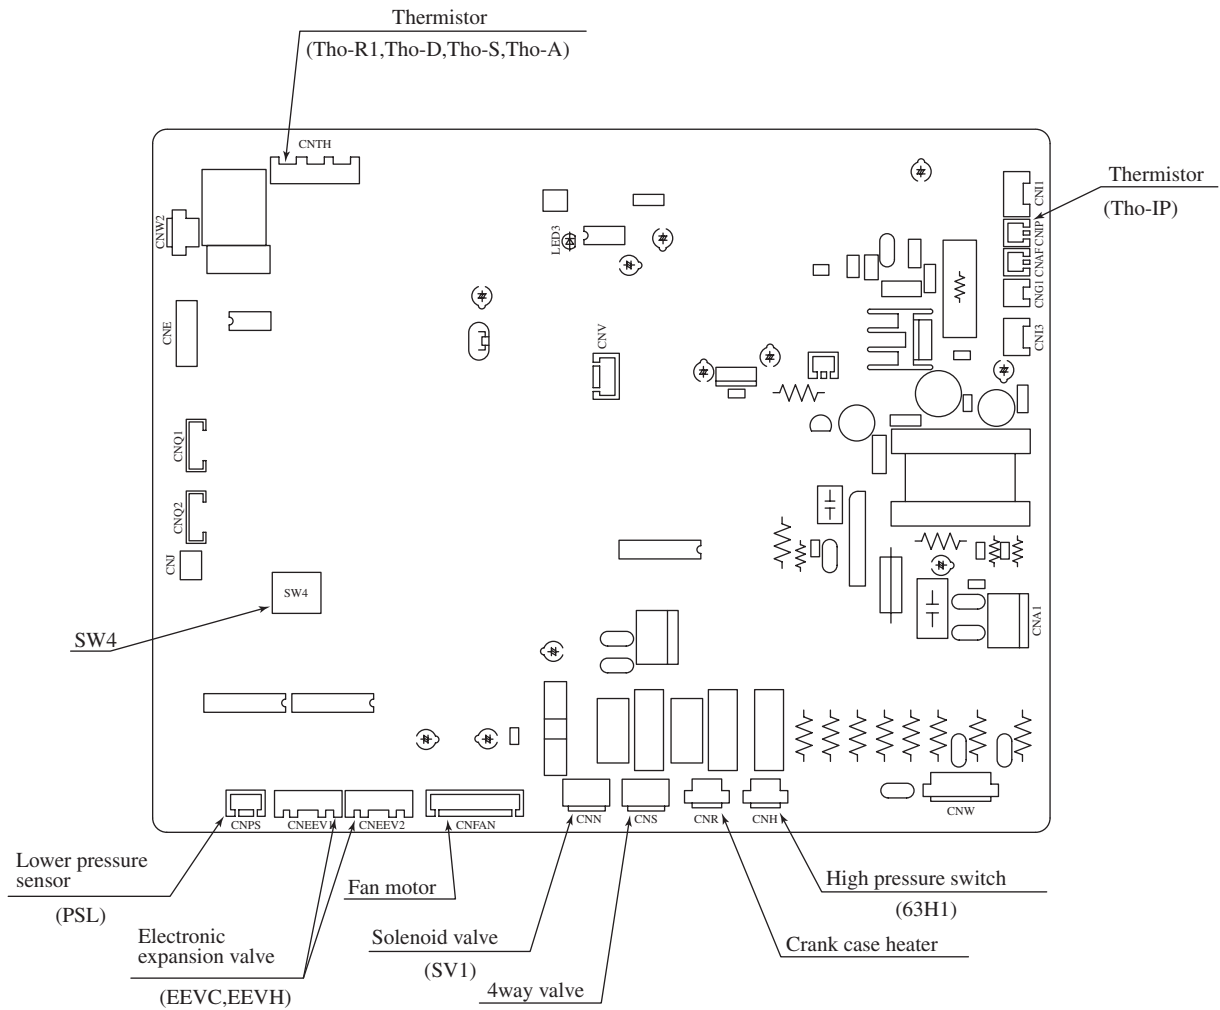 Thermistor
(Tho-R1,Tho-D,Tho-S,Tho-A)
CNTH
Thermistor
(Tho-IP)
CNI1
CNIP
CNAF
CNG1
CNI3
CNW2
LED3
CNE
CNV
CNQ1
CNQ2
CNJ
SW4
SW4
CNA1
CNPS
CNEEV1
CNEEV2
CNFAN
CNN
CNS
CNR
CNH
CNW
Lower pressure
sensor
(PSL)
Electronic
expansion valve
(EEVC,EEVH)
Fan motor
Solenoid valve
(SV1)
4way valve
Crank case heater
High pressure switch
(63H1)